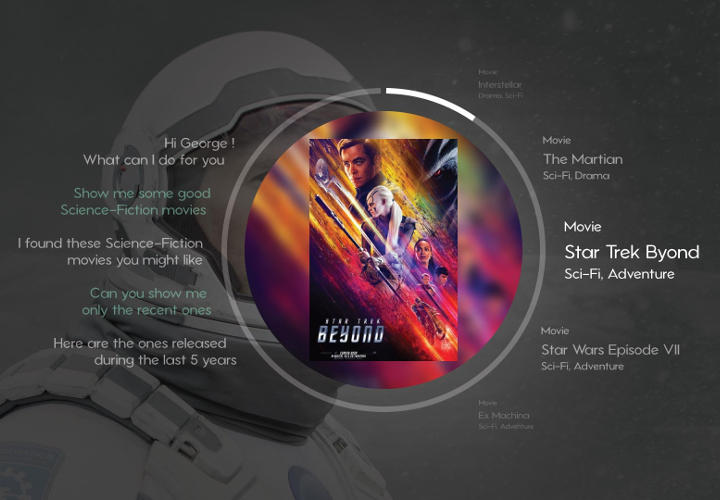 Hi George !
What can I do for you
Show me some good
Science-Fiction movies
I found these Science-Fiction
movies you might like
Can you show me
only the recent ones
Here are the ones released
during the last 5 years
STAR TREK
BEYOND
Movie
Interstellar
Drama, Sci-Fi
Movie
The Martian
Sci-Fi, Drama
Movie
Star Trek Byond
Sci-Fi, Adventure
Movie
Star Wars Episode VII
Sci-Fi, Adventure
Movie
Ex Machina
Sci-Fi, Adventure